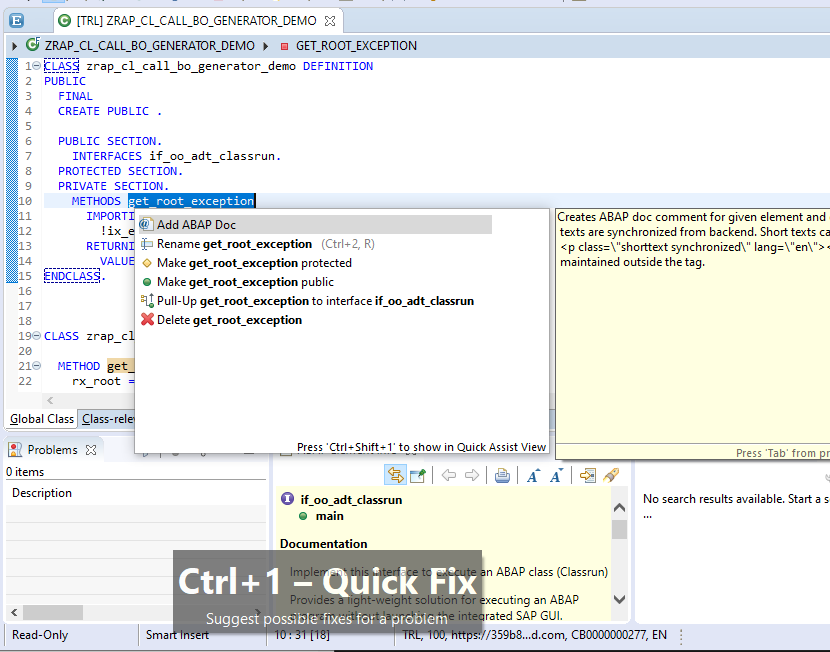 [TRL] ZRAP_CL_CALL_BO_GENERATOR_DEMO
ZRAP_CL_CALL_BO_GENERATOR_DEMO
GET_ROOT_EXCEPTION
1 CLASS zrap_cl_call_bo_generator_demo DEFINITION
2 PUBLIC
3 FINAL
4 CREATE PUBLIC .
5
6 PUBLIC SECTION.
7 INTERFACES if_oo_adt_classrun.
8 PROTECTED SECTION.
9 PRIVATE SECTION.
10 METHODS get_root_exception
11 IMPORTI
12 !ix_e
13 RETURNI
14 VALUE
15 ENDCLASS.
16
17
18
19 CLASS zrap_cl
20
21 METHOD get_
22 rx_root =
Add ABAP Doc
Rename get_root_exception (Ctrl+2, R)
Make get_root_exception protected
Make get_root_exception public
Pull-Up get_root_exception to interface if_oo_adt_classrun
Delete get_root_exception
Press 'Ctrl+Shift+1' to show in Quick Assist View
Creates ABAP doc comment for given element and
texts are synchronized from backend. Short texts ca
<p class=\"shorttext synchronized\" lang=\"en\"><
maintained outside the tag.
Press 'Tab' from pr
Global Class
Class-rele
Problems
0 items
Description
if_oo_adt_classrun
main
Documentation
Implement this interface to execute an ABAP class (Classrun)
Provides a light-weight solution for executing an ABAP
without launching the integrated SAP GUI.
No search results available. Start a s
...
Ctrl+1 – Quick Fix
Suggest possible fixes for a problem
Read-Only
Smart Insert
10 : 31 [18]
TRL, 100, https://359b8...d.com, CB0000000277, EN